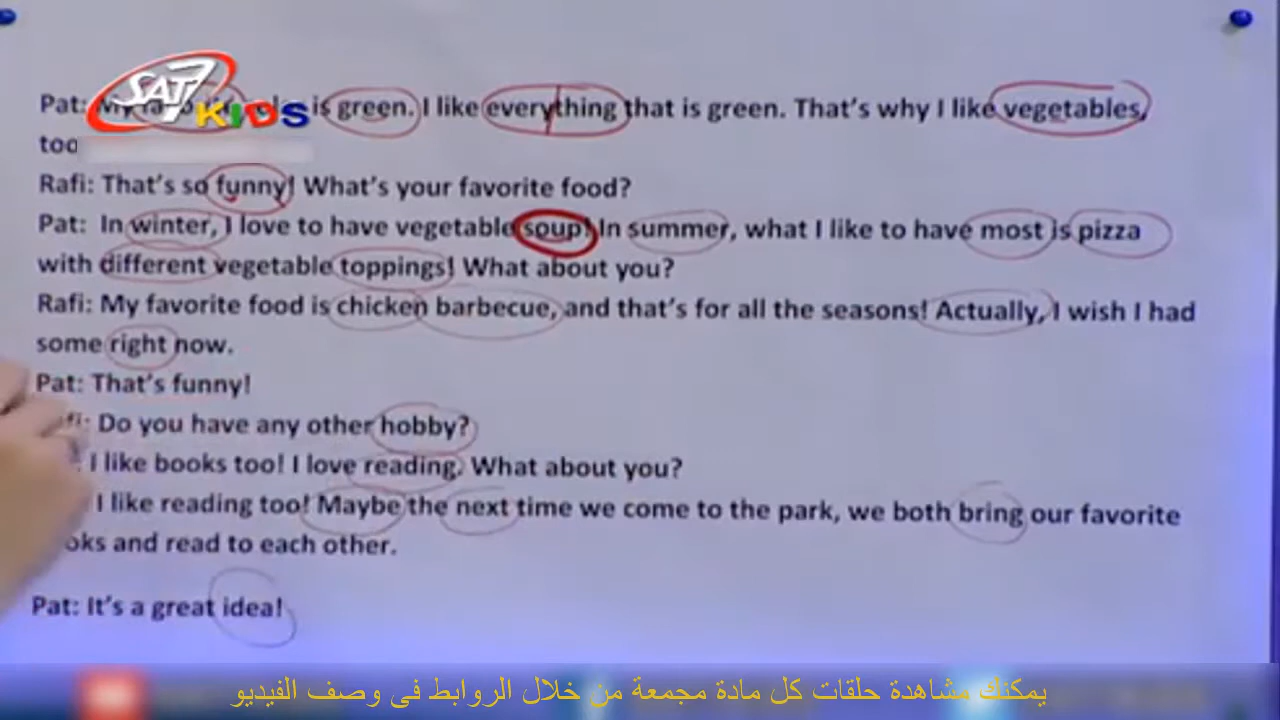 SAT 7 KIDS
Pat: is green. I like everything that is green. That's why I like vegetables,
too
Rafi: That's so funny! What's your favorite food?
Pat: In winter, I love to have vegetable soup! In summer, what I like to have most is pizza
with different vegetable toppings! What about you?
Rafi: My favorite food is chicken barbecue, and that's for all the seasons! Actually, I wish I had
some right now.
Pat: That's funny!
fi: Do you have any other hobby?
I like books too! I love reading. What about you?
I like reading too! Maybe the next time we come to the park, we both bring our favorite
oks and read to each other.
Pat: It's a great idea!
يمكنك مشاهدة حلقات كل مادة مجمعة من خلال الروابط فى وصف الفيديو